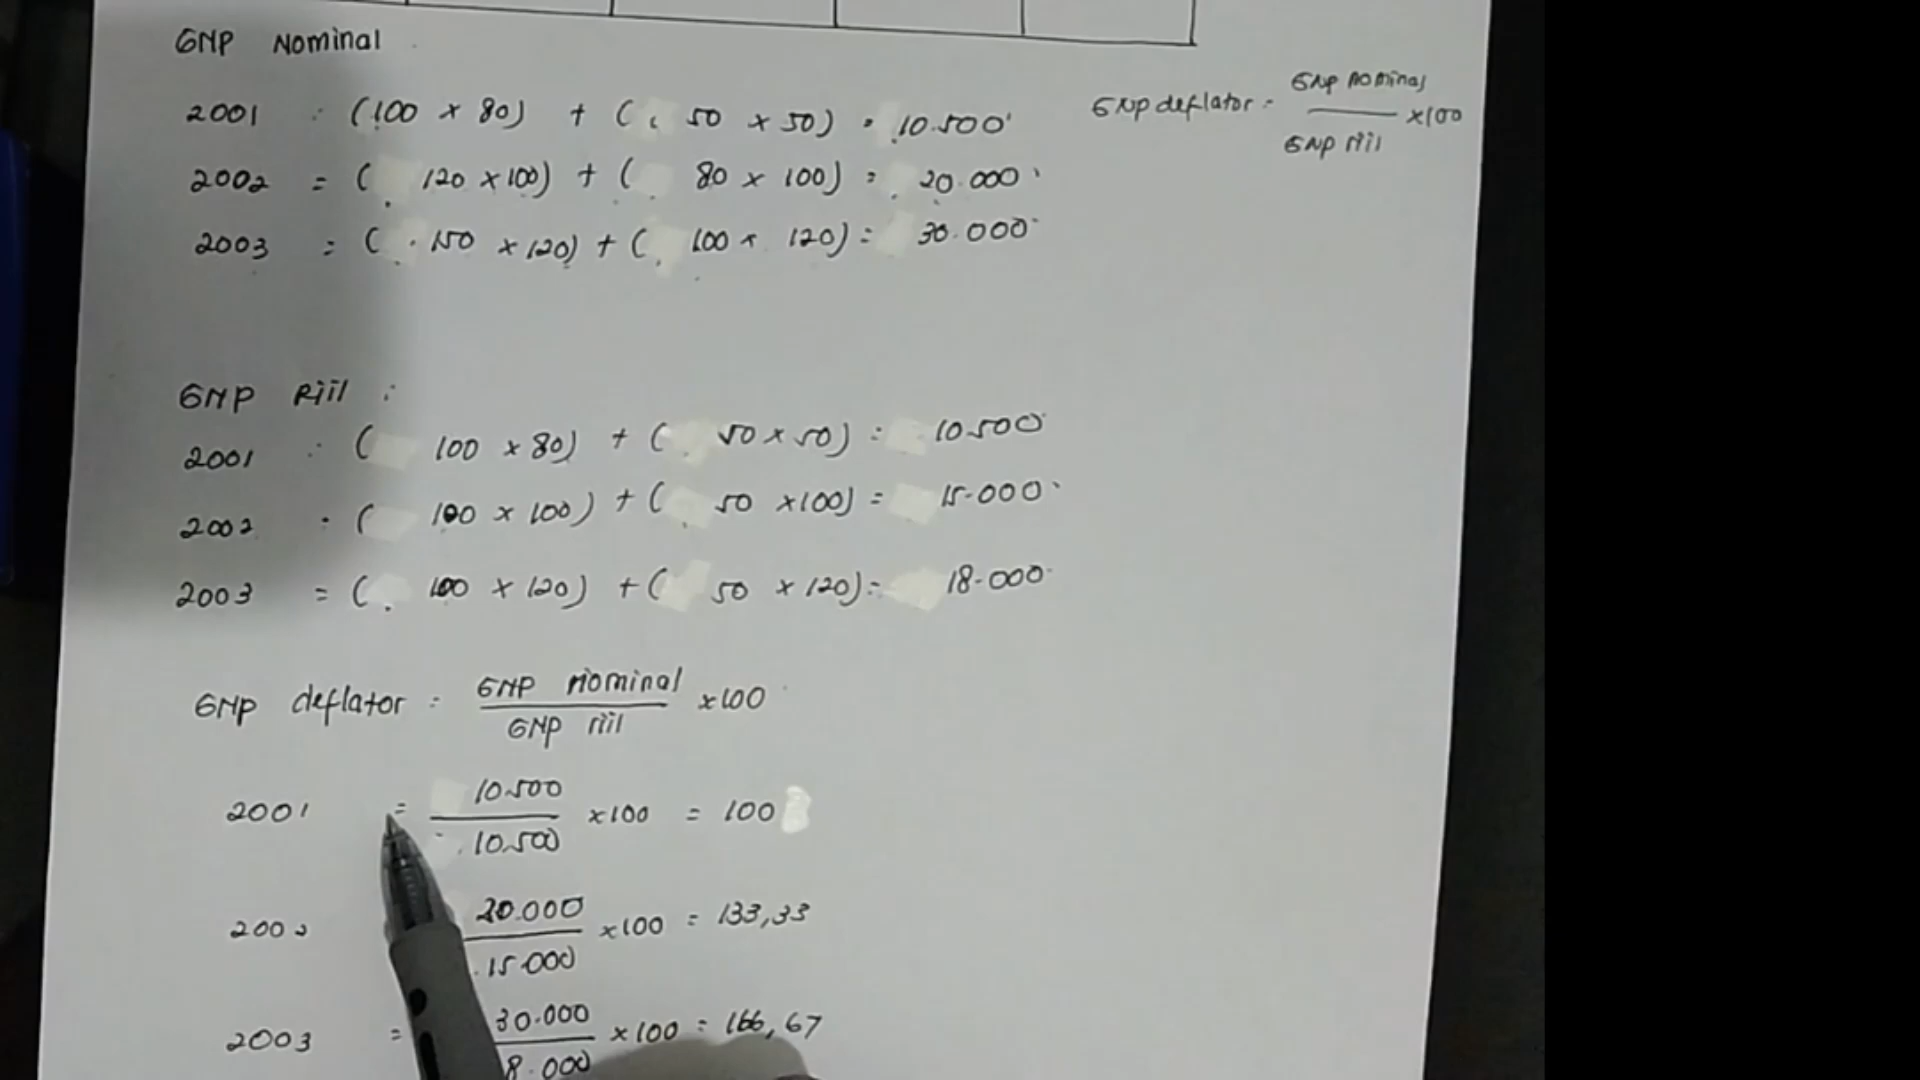 GNP Nominal
2001 : (100 x 80) + ( 50 x 50) = 10.500
2002 = ( 120 x 100) + ( 80 x 100) = 20.000
2003 = ( 150 x 120) + ( 100 x 120) = 30.000
GNP deflator = GNP nominal
GNP riil x100
GNP Riil :
2001 : ( 100 x 80) + ( 50 x 50) = 10.500
2002 : ( 100 x 100) + ( 50 x 100) = 15.000
2003 = ( 100 x 120) + ( 50 x 120) = 18.000
GNP deflator = GNP nominal
GNP riil x100
2001 = 10.500
10.500 x100 = 100
2002 20.000
15.000 x100 = 133,33
2003 = 30.000
8.000 x100 = 166,67